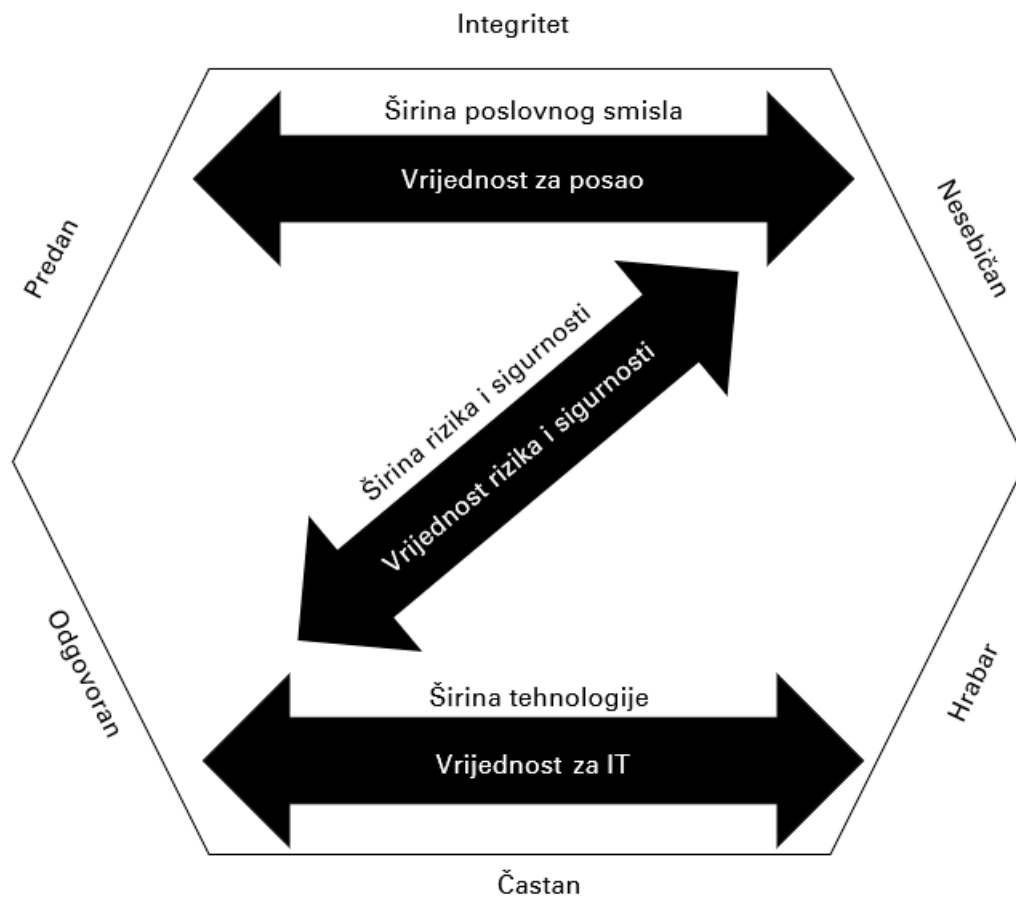 Integritet
Širina poslovnog smisla
Vrijednost za posao
Predan
Nesebičan
Širina rizika i sigurnosti
Vrijednost rizika i sigurnosti
Odgovoran
Hrabar
Širina tehnologije
Vrijednost za IT
Častan